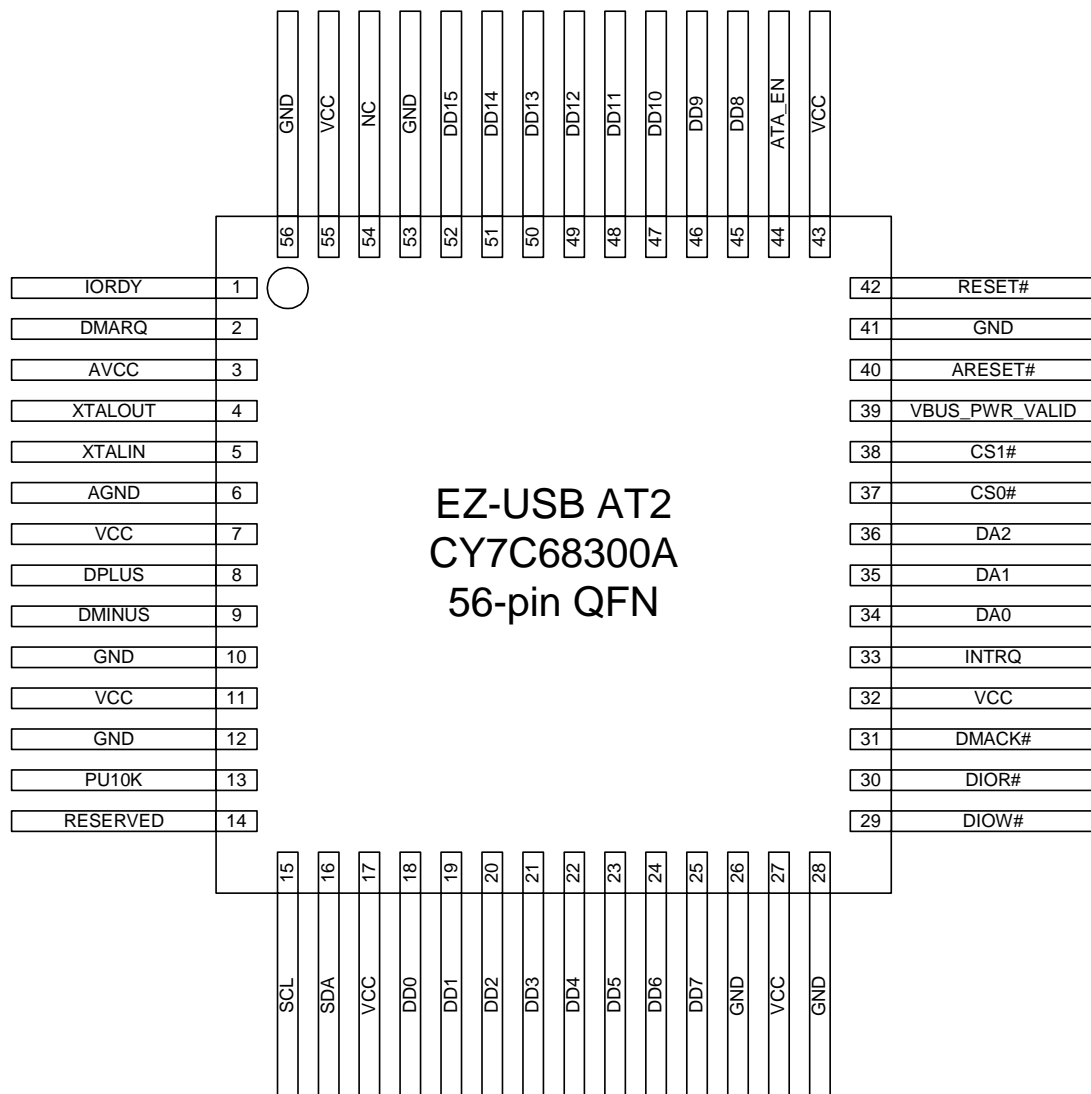 GND
VCC
NC
GND
DD15
DD14
DD13
DD12
DD11
DD10
DD9
DD8
ATA_EN
VCC
56
55
54
53
52
51
50
49
48
47
46
45
44
43
IORDY 1
DMARQ 2
AVCC 3
XTALOUT 4
XTALIN 5
AGND 6
VCC 7
DPLUS 8
DMINUS 9
GND 10
VCC 11
GND 12
PU10K 13
RESERVED 14
EZ-USB AT2
CY7C68300A
56-pin QFN
42 RESET#
41 GND
40 ARESET#
39 VBUS_PWR_VALID
38 CS1#
37 CS0#
36 DA2
35 DA1
34 DA0
33 INTRQ
32 VCC
31 DMACK#
30 DIOR#
29 DIOW#
15
16
17
18
19
20
21
22
23
24
25
26
27
28
SCL
SDA
VCC
DD0
DD1
DD2
DD3
DD4
DD5
DD6
DD7
GND
VCC
GND